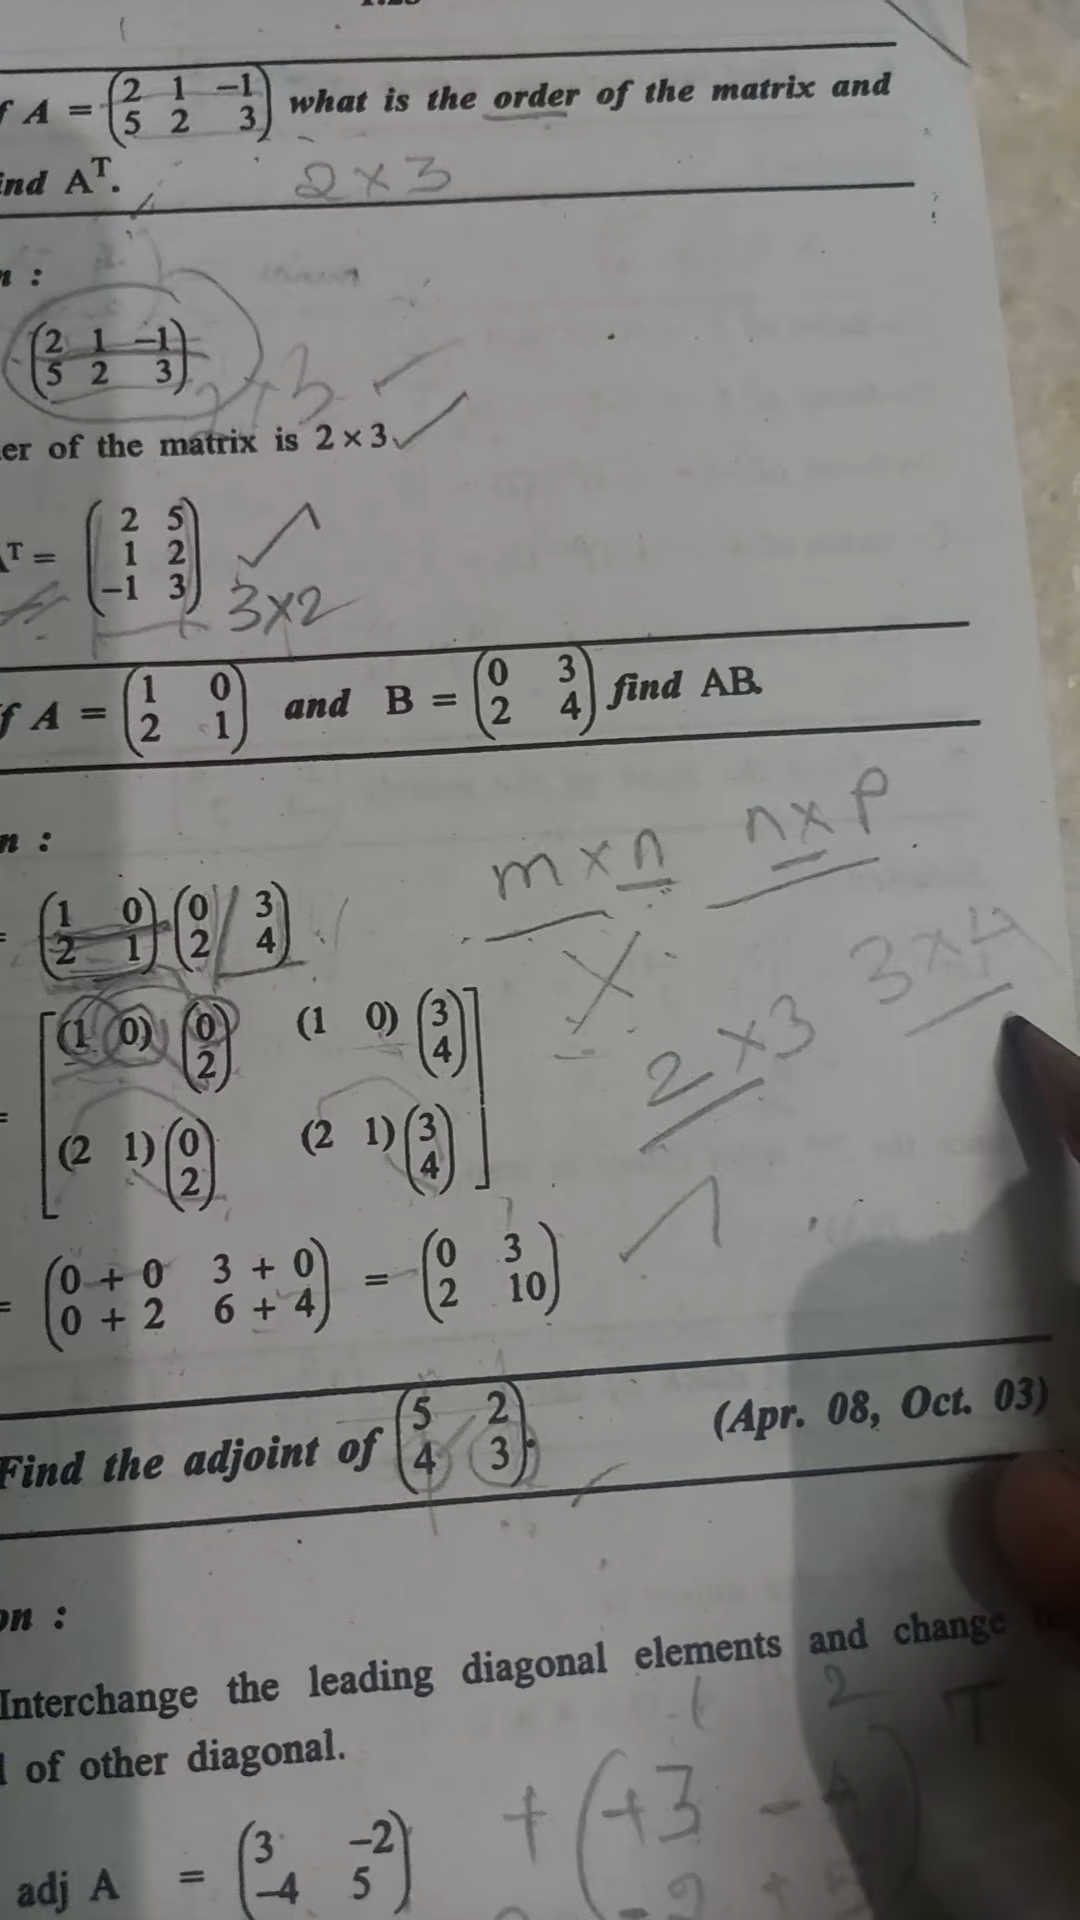 f A = (2 1 −1
5 2 3) what is the order of the matrix and
ind Aᵀ.
2 × 3
n :
(2 1 −1
5 2 3)
er of the matrix is 2 × 3
ᵀ = (2 5
1 2
−1 3)
3×2
f A = (1 0
2 1) and B = (0 3
2 4) find AB.
n :
m × n n × p
= (1 0
2 1) (0 3
2 4)
2 × 3 3 × 4
= [(1 0) (0
2) (1 0) (3
4)
(2 1) (0
2) (2 1) (3
4)]
= (0 + 0 3 + 0
0 + 2 6 + 4) = (0 3
2 10)
Find the adjoint of (5 2
4 3). (Apr. 08, Oct. 03)
on :
Interchange the leading diagonal elements and change
of other diagonal.
1 2 T
adj A = (3 −2
−4 5)
+ (+3 −
−2 +